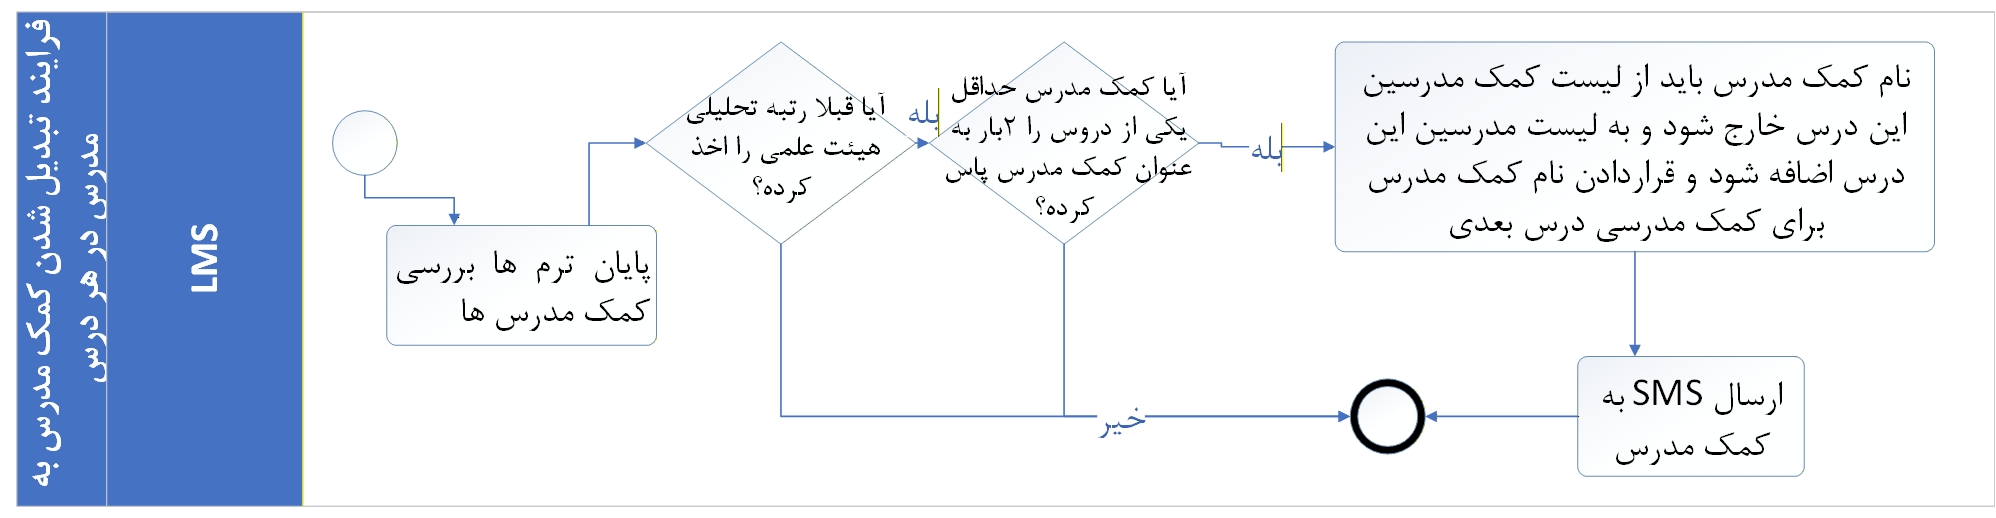 فرایند تبدیل شدن کمک مدرس به
مدرس در هر درس
LMS
پایان ترم ها بررسی
کمک مدرس ها
آیا قبلا رتبه تحلیلی
هیئت علمی را اخذ
کرده؟
بله
آیا کمک مدرس حداقل
یکی از دروس را ۲بار به
عنوان کمک مدرس پاس
کرده؟
بله
نام کمک مدرس باید از لیست کمک مدرسین
این درس خارج شود و به لیست مدرسین این
درس اضافه شود و قراردادن نام کمک مدرس
برای کمک مدرسی درس بعدی
خیر
ارسال SMS به
کمک مدرس